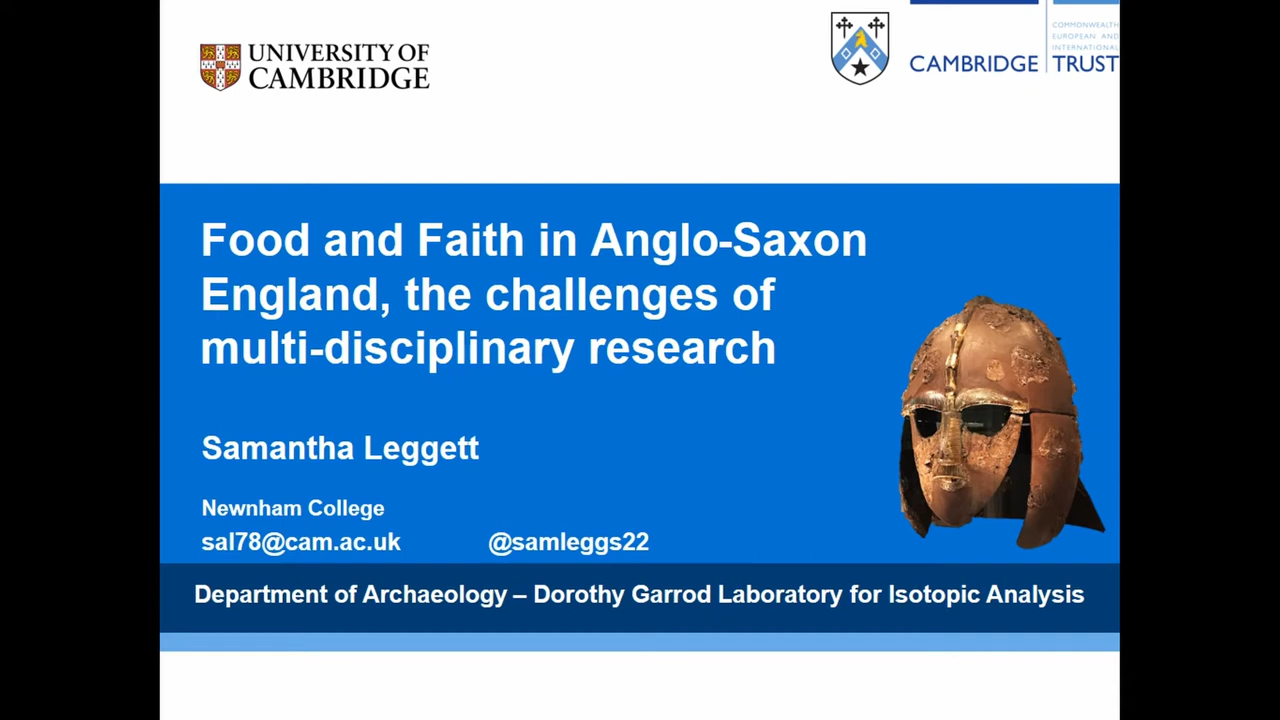 UNIVERSITY OF
CAMBRIDGE
COMMONWEALTH
EUROPEAN AND
INTERNATIONAL
CAMBRIDGE TRUST
Food and Faith in Anglo-Saxon
England, the challenges of
multi-disciplinary research
Samantha Leggett
Newnham College
sal78@cam.ac.uk @samleggs22
Department of Archaeology – Dorothy Garrod Laboratory for Isotopic Analysis